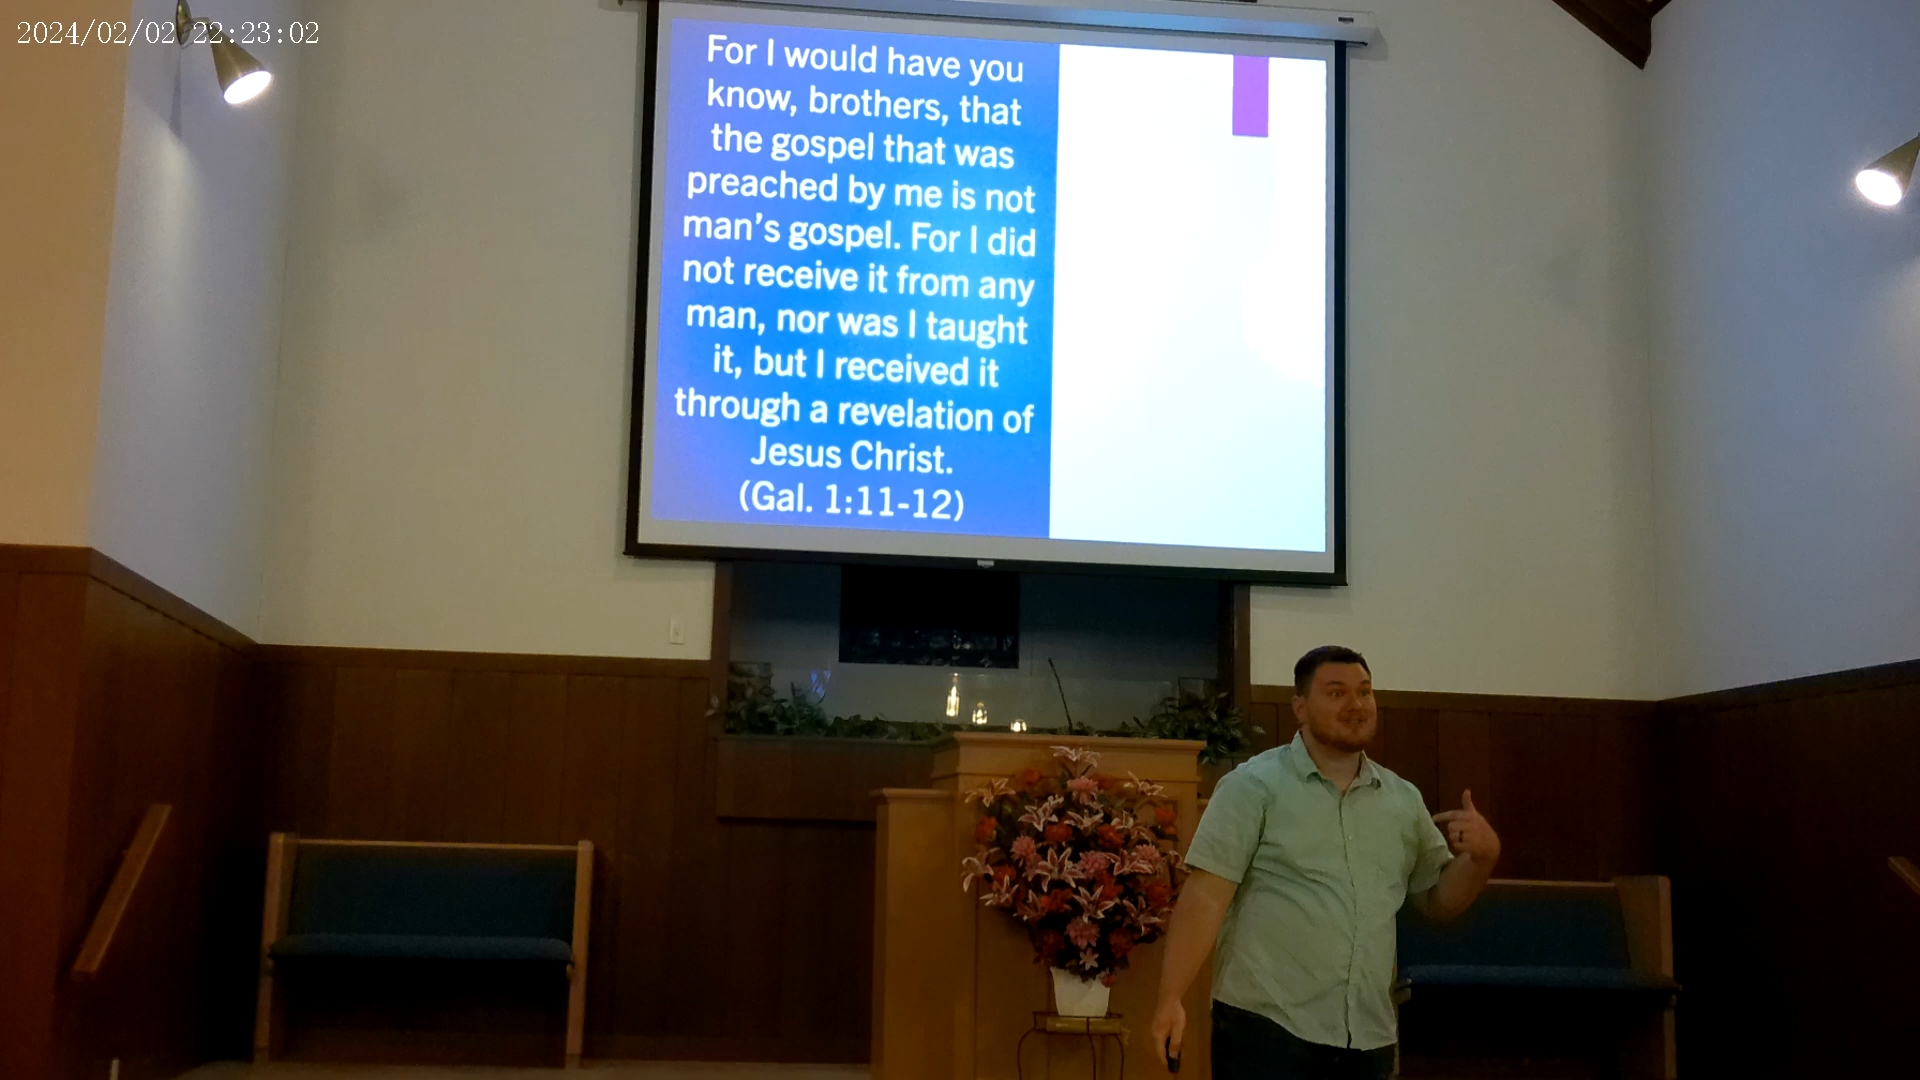 2024/02/02 22:23:02
For I would have you
know, brothers, that
the gospel that was
preached by me is not
man's gospel. For I did
not receive it from any
man, nor was I taught
it, but I received it
through a revelation of
Jesus Christ.
(Gal. 1:11-12)